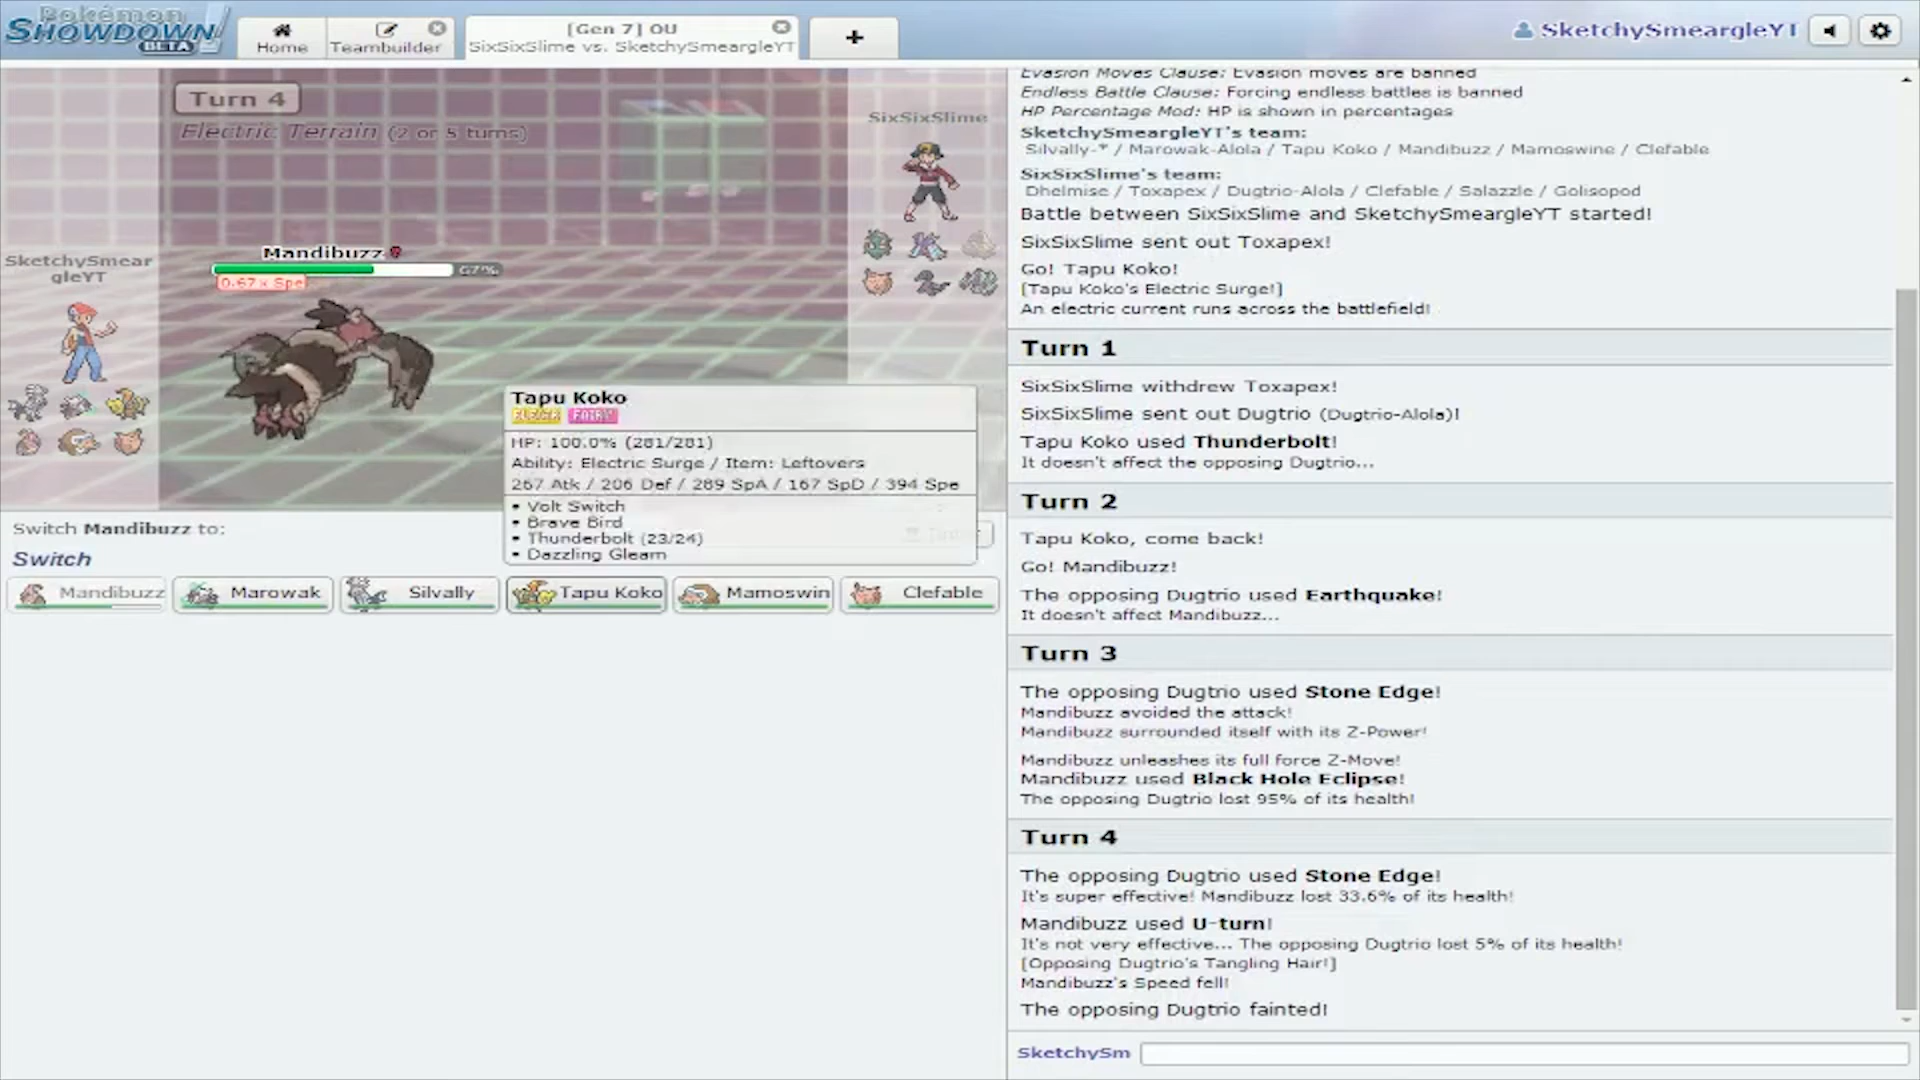 Pokémon
SHOWDOWN
BETA
Home
Teambuilder
[Gen 7] OU
SixSixSlime vs. SketchySmeargleYT
+
SketchySmeargleYT
Turn 4
Electric Terrain (2 or 5 turns)
SixSixSlime
SketchySmear
gleYT
Mandibuzz
67%
0.67x Spe
Tapu Koko
ELECTR FAIRY
HP: 100.0% (281/281)
Ability: Electric Surge / Item: Leftovers
267 Atk / 206 Def / 289 SpA / 167 SpD / 394 Spe
• Volt Switch
• Brave Bird
• Thunderbolt (23/24)
• Dazzling Gleam
Switch Mandibuzz to:
Switch
Mandibuzz
Marowak
Silvally
Tapu Koko
Mamoswin
Clefable
Evasion Moves Clause: Evasion moves are banned
Endless Battle Clause: Forcing endless battles is banned
HP Percentage Mod: HP is shown in percentages
SketchySmeargleYT's team:
Silvally-* / Marowak-Alola / Tapu Koko / Mandibuzz / Mamoswine / Clefable
SixSixSlime's team:
Dhelmise / Toxapex / Dugtrio-Alola / Clefable / Salazzle / Golisopod
Battle between SixSixSlime and SketchySmeargleYT started!
SixSixSlime sent out Toxapex!
Go! Tapu Koko!
[Tapu Koko's Electric Surge!]
An electric current runs across the battlefield!
Turn 1
SixSixSlime withdrew Toxapex!
SixSixSlime sent out Dugtrio (Dugtrio-Alola)!
Tapu Koko used Thunderbolt!
It doesn't affect the opposing Dugtrio...
Turn 2
Tapu Koko, come back!
Go! Mandibuzz!
The opposing Dugtrio used Earthquake!
It doesn't affect Mandibuzz...
Turn 3
The opposing Dugtrio used Stone Edge!
Mandibuzz avoided the attack!
Mandibuzz surrounded itself with its Z-Power!
Mandibuzz unleashes its full force Z-Move!
Mandibuzz used Black Hole Eclipse!
The opposing Dugtrio lost 95% of its health!
Turn 4
The opposing Dugtrio used Stone Edge!
It's super effective! Mandibuzz lost 33.6% of its health!
Mandibuzz used U-turn!
It's not very effective... The opposing Dugtrio lost 5% of its health!
[Opposing Dugtrio's Tangling Hair!]
Mandibuzz's Speed fell!
The opposing Dugtrio fainted!
SketchySm